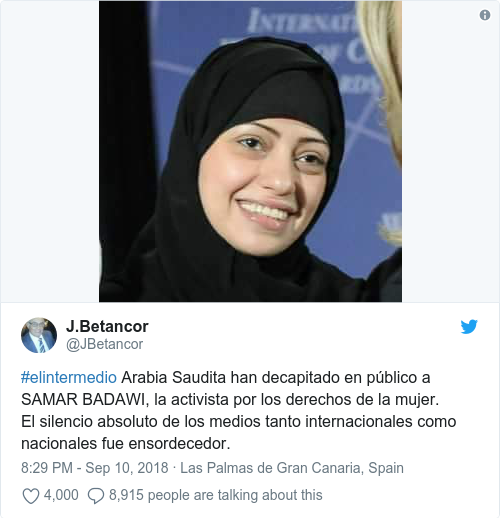 INTERNATI
OF C
RDS
J.Betancor
@JBetancor
#elintermedio Arabia Saudita han decapitado en público a
SAMAR BADAWI, la activista por los derechos de la mujer.
El silencio absoluto de los medios tanto internacionales como
nacionales fue ensordecedor.
8:29 PM - Sep 10, 2018 · Las Palmas de Gran Canaria, Spain
4,000 8,915 people are talking about this